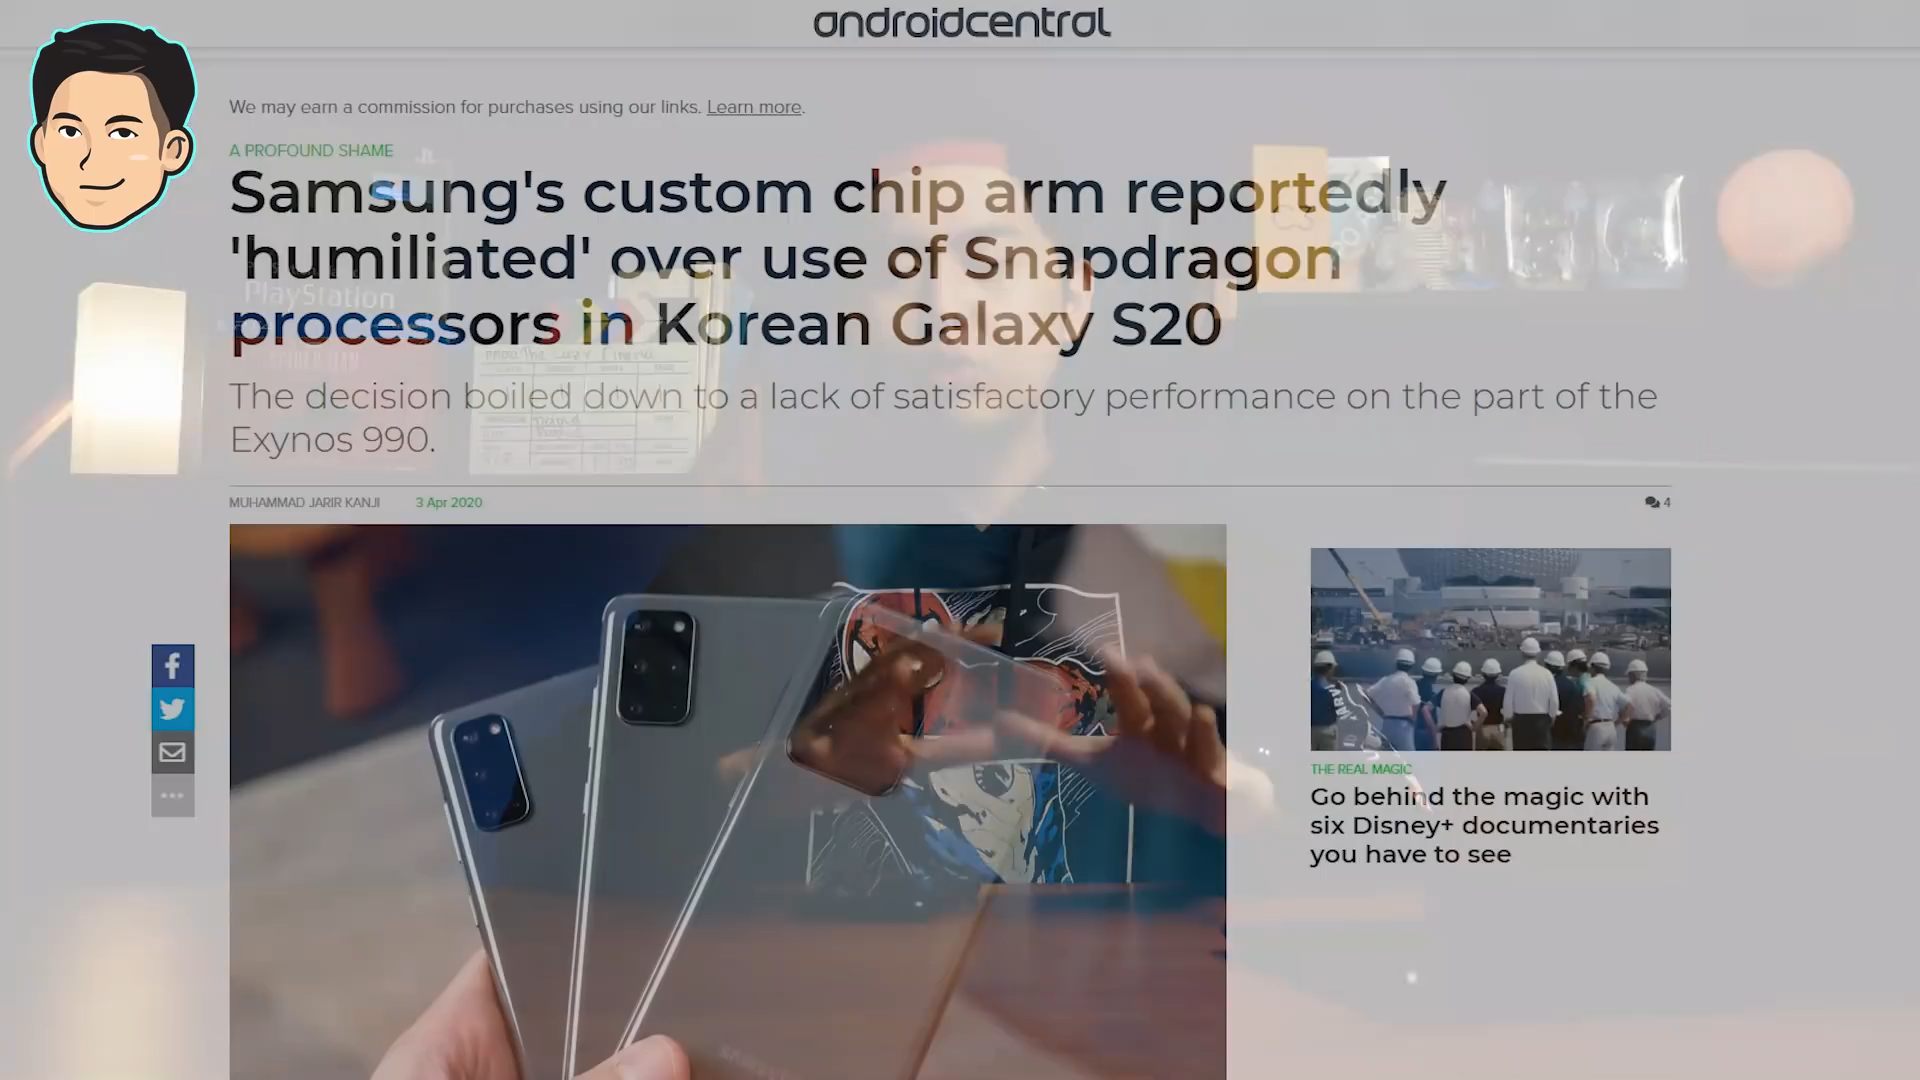 androidcentral
We may earn a commission for purchases using our links. Learn more.
A PROFOUND SHAME
Samsung's custom chip arm reportedly
'humiliated' over use of Snapdragon
processors in Korean Galaxy S20
PlayStation
The decision boiled down to a lack of satisfactory performance on the part of the
Exynos 990.
MUHAMMAD JARIR KANJI
3 Apr 2020
4
THE REAL MAGIC
Go behind the magic with
six Disney+ documentaries
you have to see